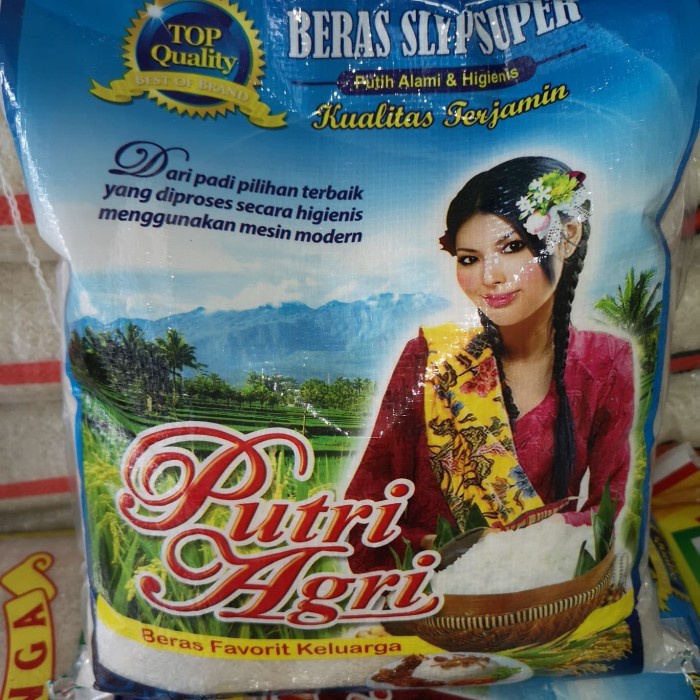 TOP
Quality
BEST OF BRAND
BERAS SLYPSUPER
Putih Alami & Higienis
Kualitas Terjamin
Dari padi pilihan terbaik
yang diproses secara higienis
menggunakan mesin modern
Putri
Agri
Beras Favorit Keluarga
NGA